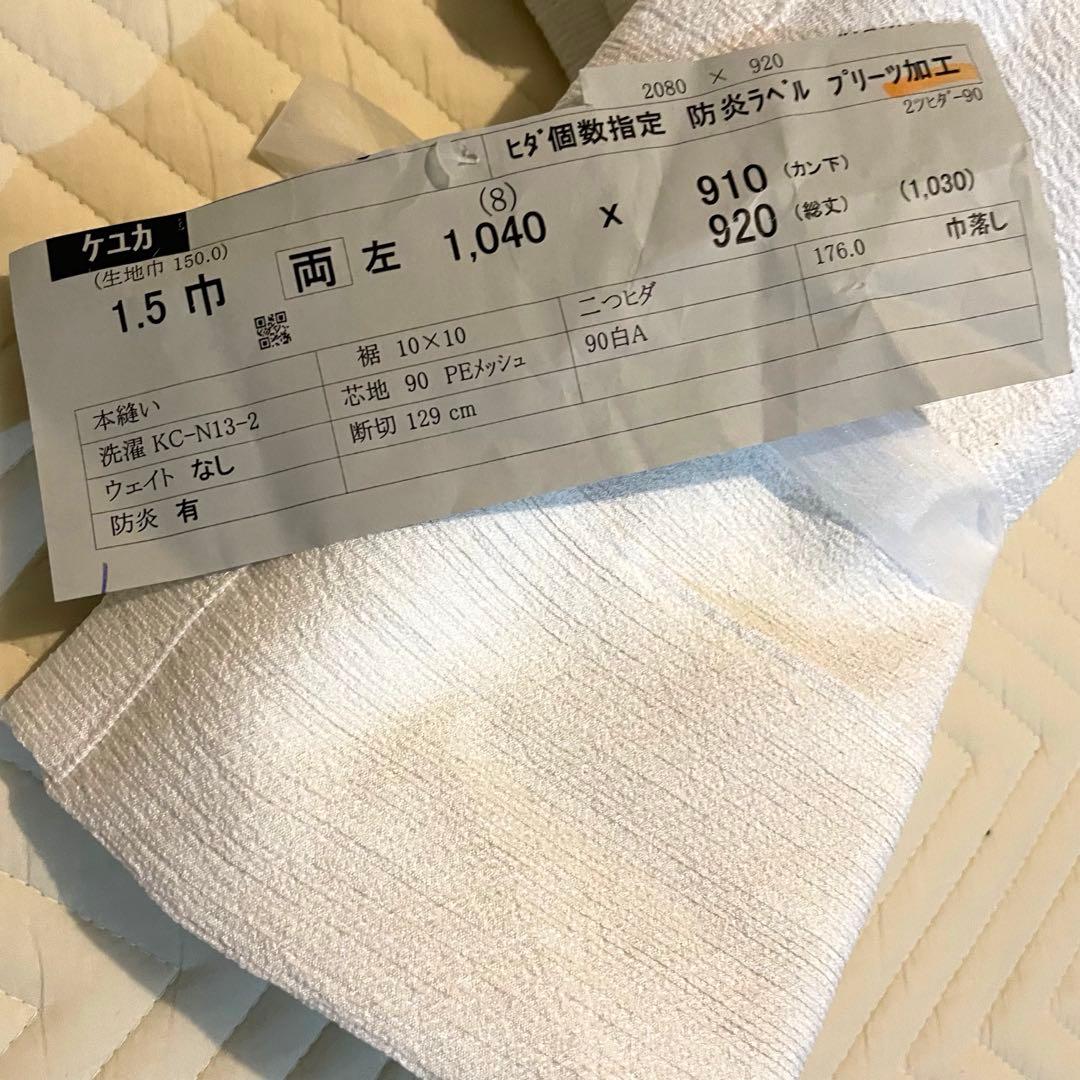 2080 × 920
ヒダ個数指定 防炎ラベル プリーツ加工
2ツヒダ-90
ケユカ
(生地巾 150.0)
1.5 巾 両 左 (8) 1,040 x 910 (カン下)
920 (総丈) (1,030)
176.0 巾落し
本縫い 裾 10×10 二つヒダ
洗濯 KC-N13-2 芯地 90 PEメッシュ 90白A
ウェイト なし 断切 129 cm
防炎 有